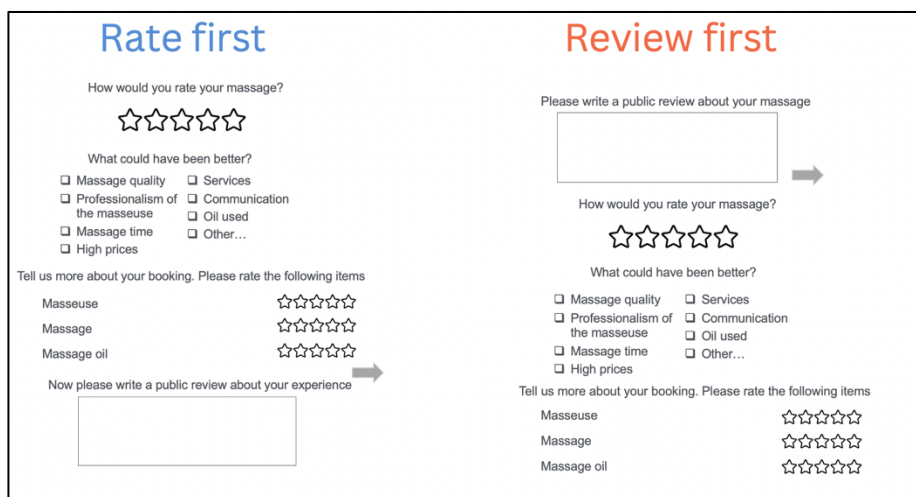 Rate first
How would you rate your massage?
What could have been better?
Massage quality
Professionalism of
the masseuse
Massage time
High prices
Services
Communication
Oil used
Other...
Tell us more about your booking. Please rate the following items
Masseuse
Massage
Massage oil
Now please write a public review about your experience
Review first
Please write a public review about your massage
How would you rate your massage?
What could have been better?
Massage quality
Professionalism of
the masseuse
Massage time
High prices
Services
Communication
Oil used
Other...
Tell us more about your booking. Please rate the following items
Masseuse
Massage
Massage oil